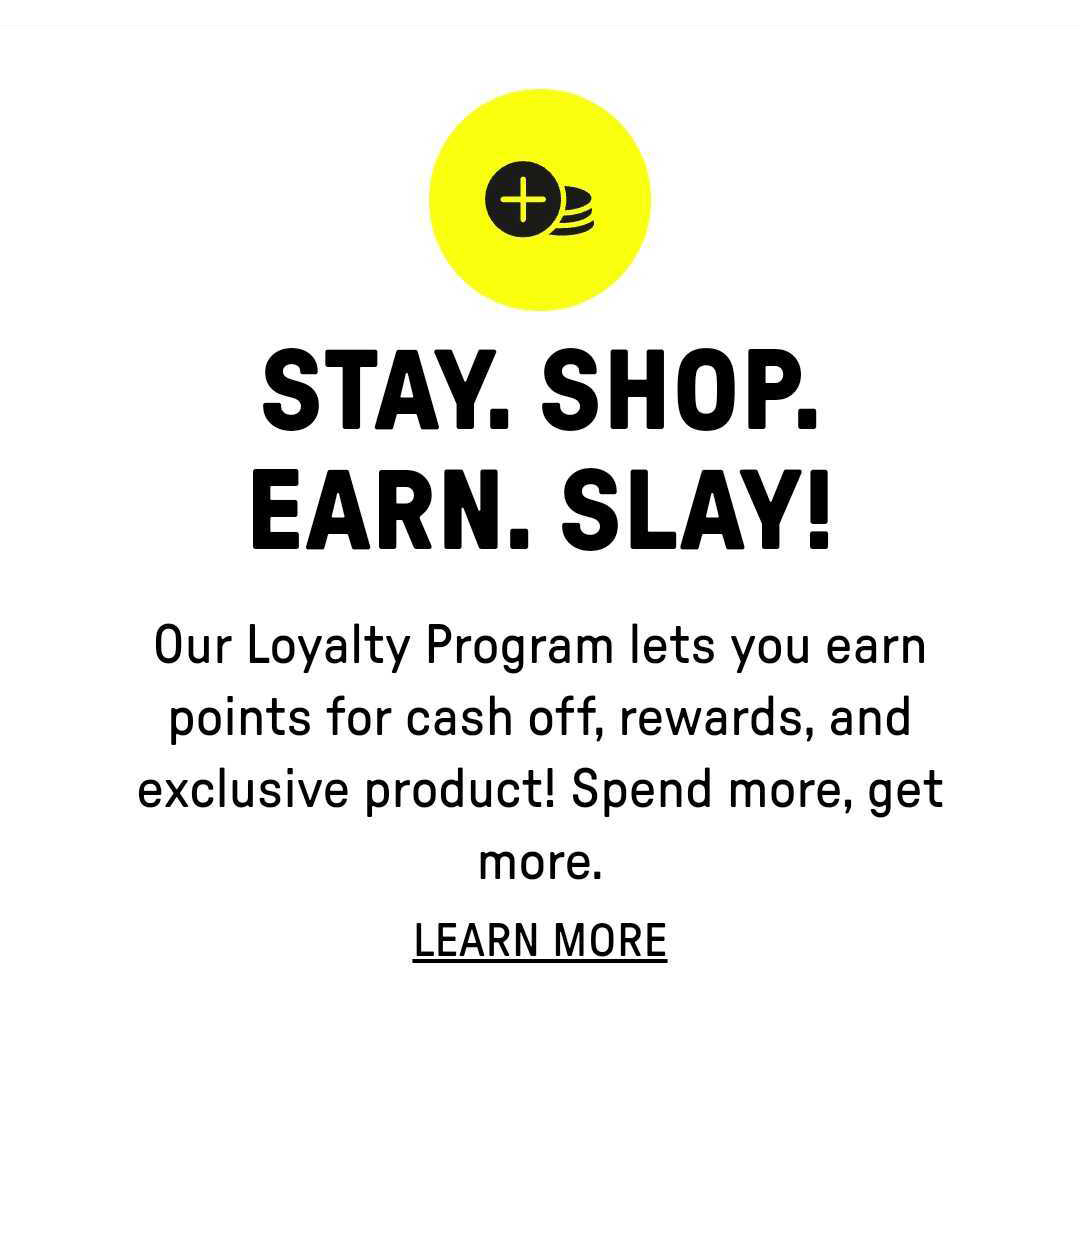 STAY. SHOP.
EARN. SLAY!
Our Loyalty Program lets you earn
points for cash off, rewards, and
exclusive product! Spend more, get
more.
LEARN MORE